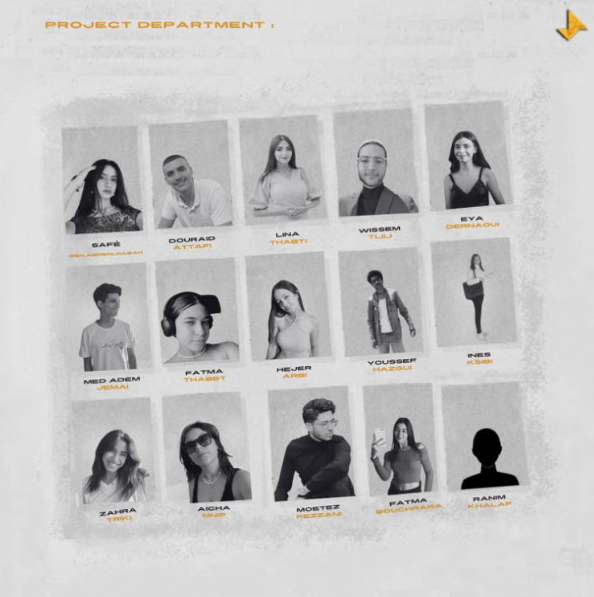 PROJECT DEPARTMENT :
SAFÉ
BENABDERLRABAH
DOURAID
ATTAFI
LINA
THABTI
WISSEM
TLILI
EYA
DERNAOUI
MED ADEM
JEMAI
FATMA
THABET
HEJER
ARBI
YOUSSEF
HAZGUI
INES
KSIBI
ZAHRA
TRIKI
AICHA
MOETEZ
FEZZANI
FATMA
BOUCHRARA
RANIM
KHALAF